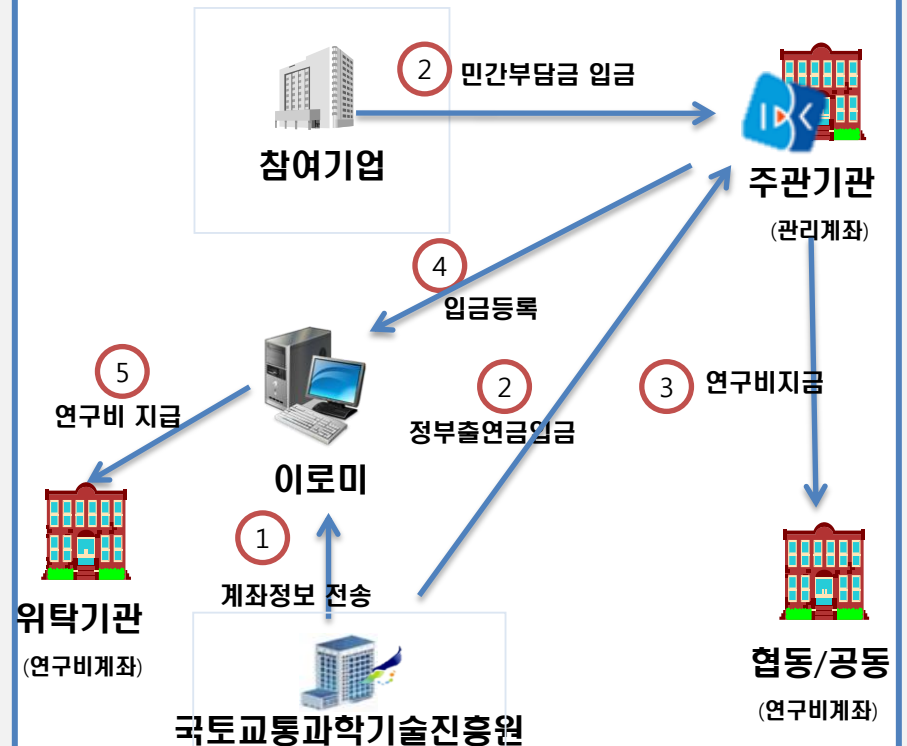 2
민간부담금 입금
참여기업
주관기관
(관리계좌)
4
입금등록
5
연구비 지급
2
정부출연금입금
3
연구비지금
이로미
1
계좌정보 전송
위탁기관
(연구비계좌)
협동/공동
(연구비계좌)
국토교통과학기술진흥원